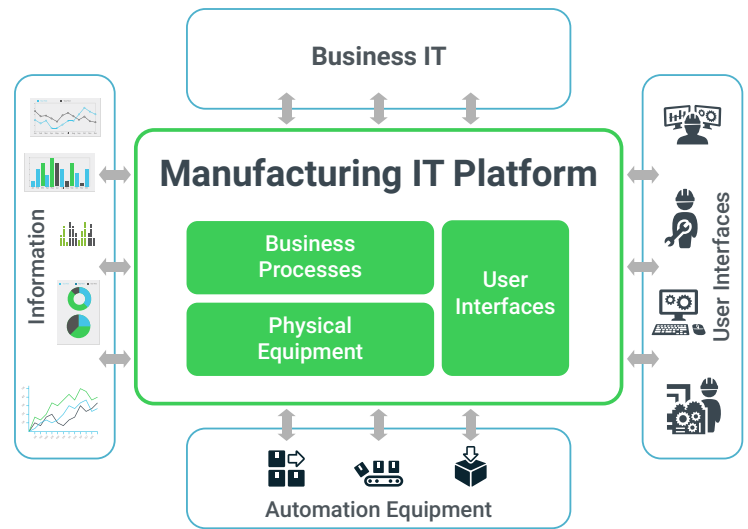 Business IT
Manufacturing IT Platform
Business
Processes
User
Interfaces
Physical
Equipment
Information
User Interfaces
Automation Equipment